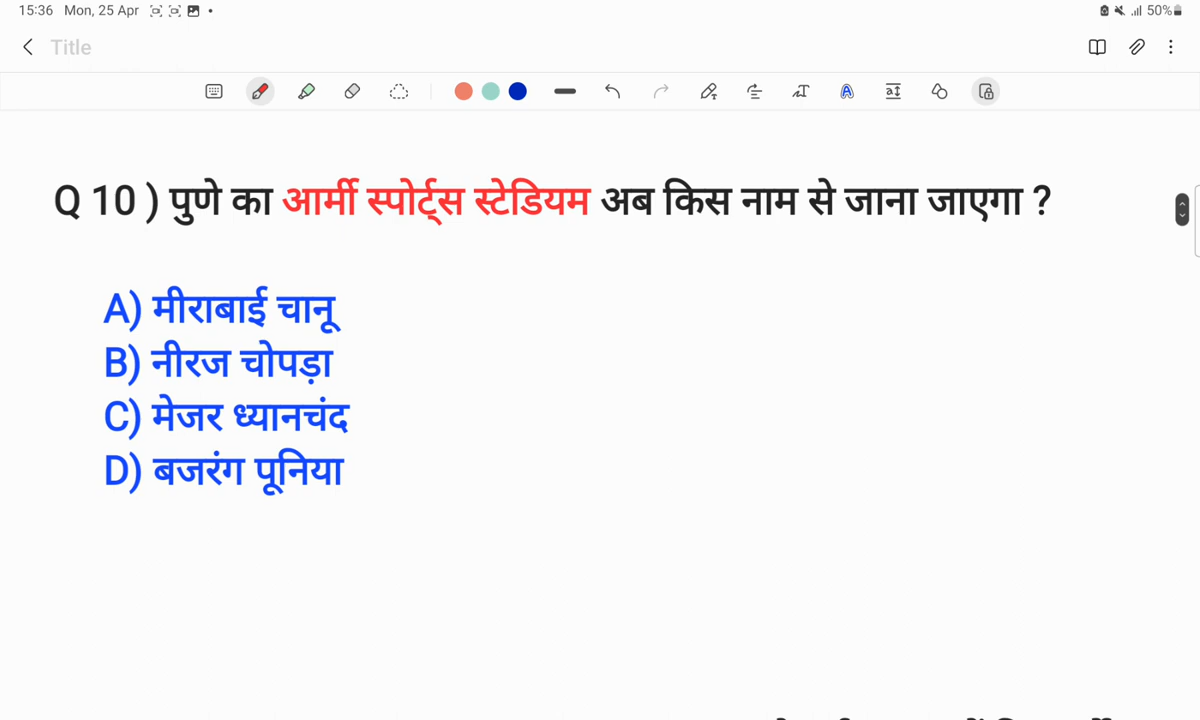 15:36 Mon, 25 Apr 50%
Title
Q 10 ) पुणे का आर्मी स्पोर्ट्स स्टेडियम अब किस नाम से जाना जाएगा ?
A) मीराबाई चानू
B) नीरज चोपड़ा
C) मेजर ध्यानचंद
D) बजरंग पूनिया